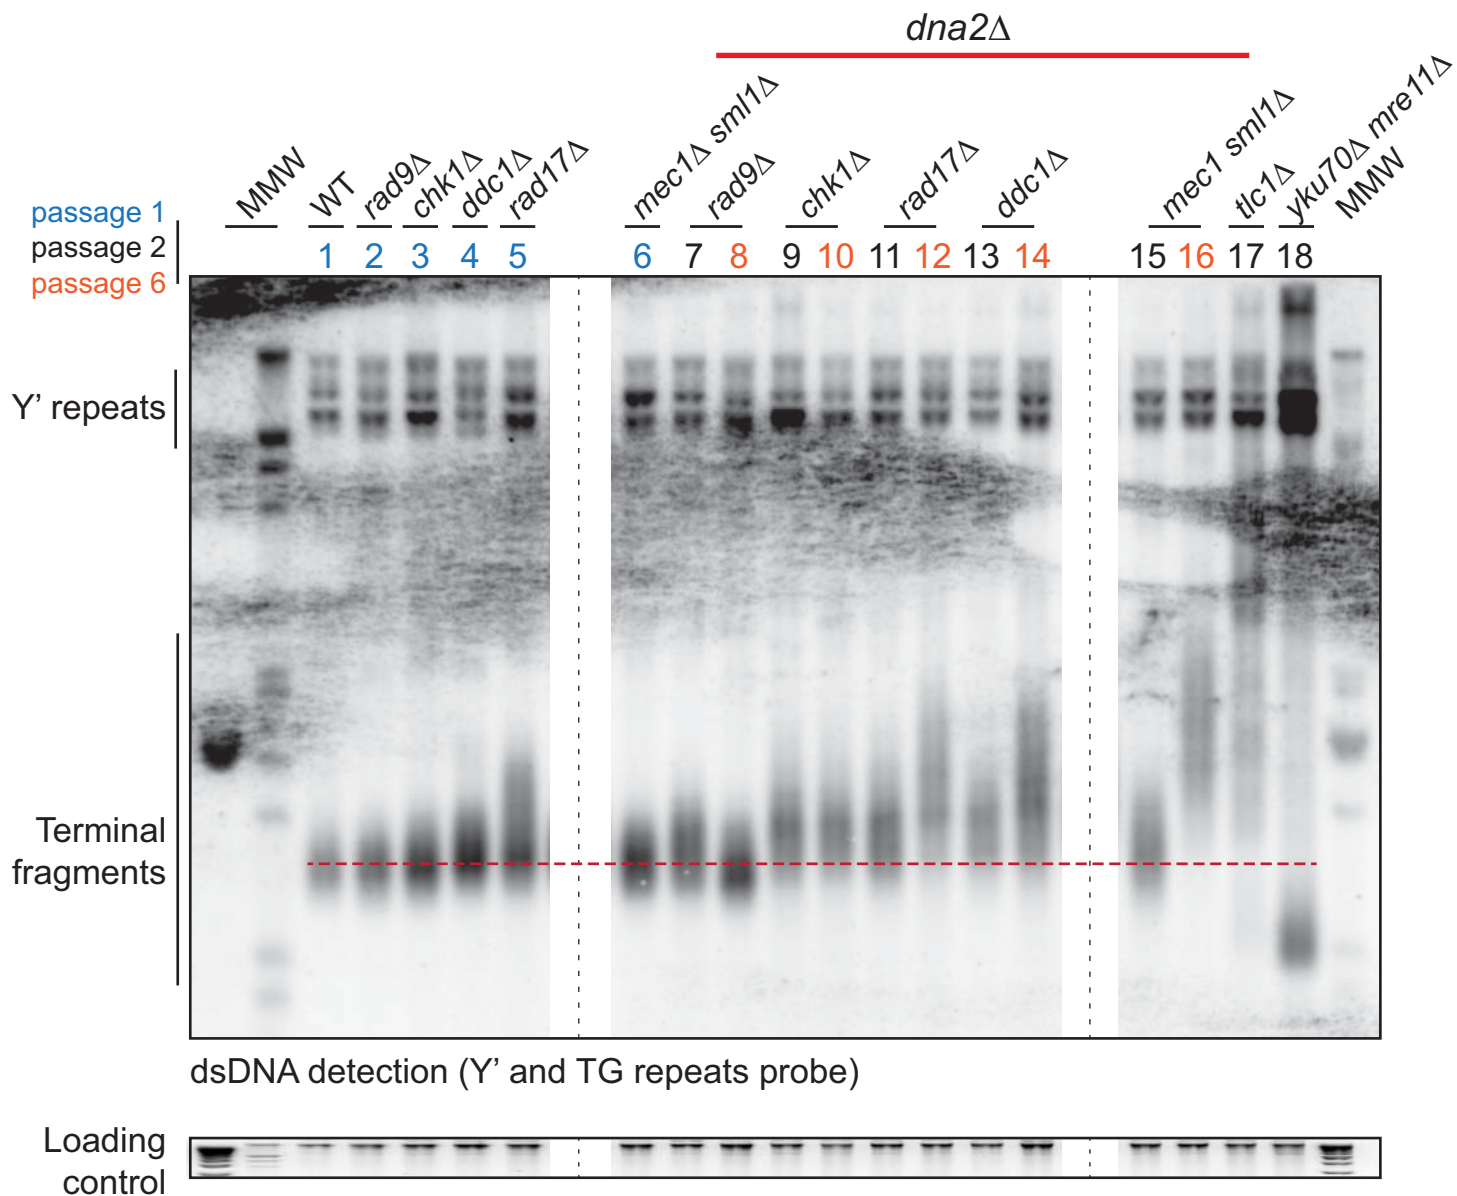 dna2Δ
MMW
WT
rad9Δ
chk1Δ
ddc1Δ
rad17Δ
mec1Δ sml1Δ
rad9Δ
chk1Δ
rad17Δ
ddc1Δ
mec1 sml1Δ
tlc1Δ
yku70Δ mre11Δ
MMW
passage 1
passage 2
passage 6
1 2 3 4 5 6 7 8 9 10 11 12 13 14 15 16 17 18
Y’ repeats
Terminal
fragments
dsDNA detection (Y’ and TG repeats probe)
Loading
control